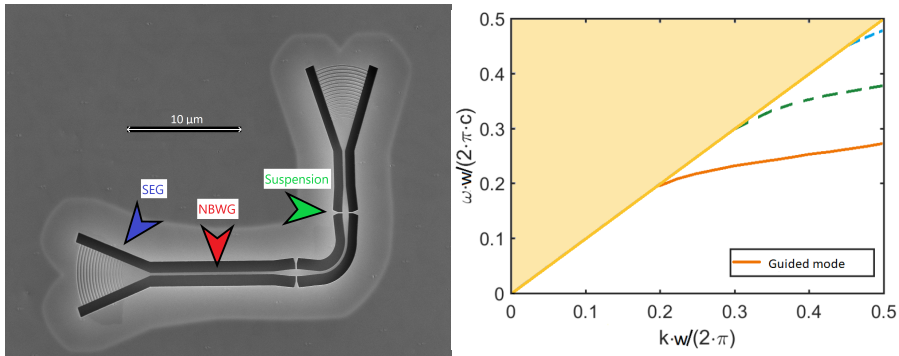 10 μm
SEG
NBWG
Suspension
0.5
0.4
0.3
0.2
0.1
0
ω·w/(2·π·c)
Guided mode
0
0.1
0.2
0.3
0.4
0.5
k·w/(2·π)